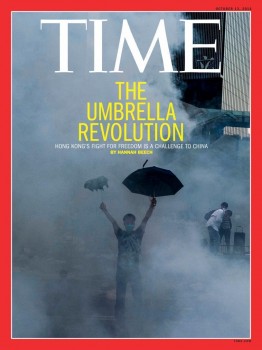 TIME
THE
UMBRELLA
REVOLUTION
HONG KONG'S FIGHT FOR FREEDOM IS A CHALLENGE TO CHINA
BY HANNAH BEECH